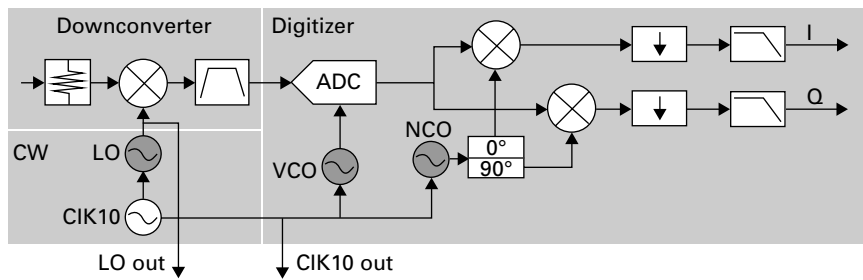 Downconverter
Digitizer
I
ADC
Q
CW
LO
NCO
0°
90°
VCO
ClK10
LO out
ClK10 out